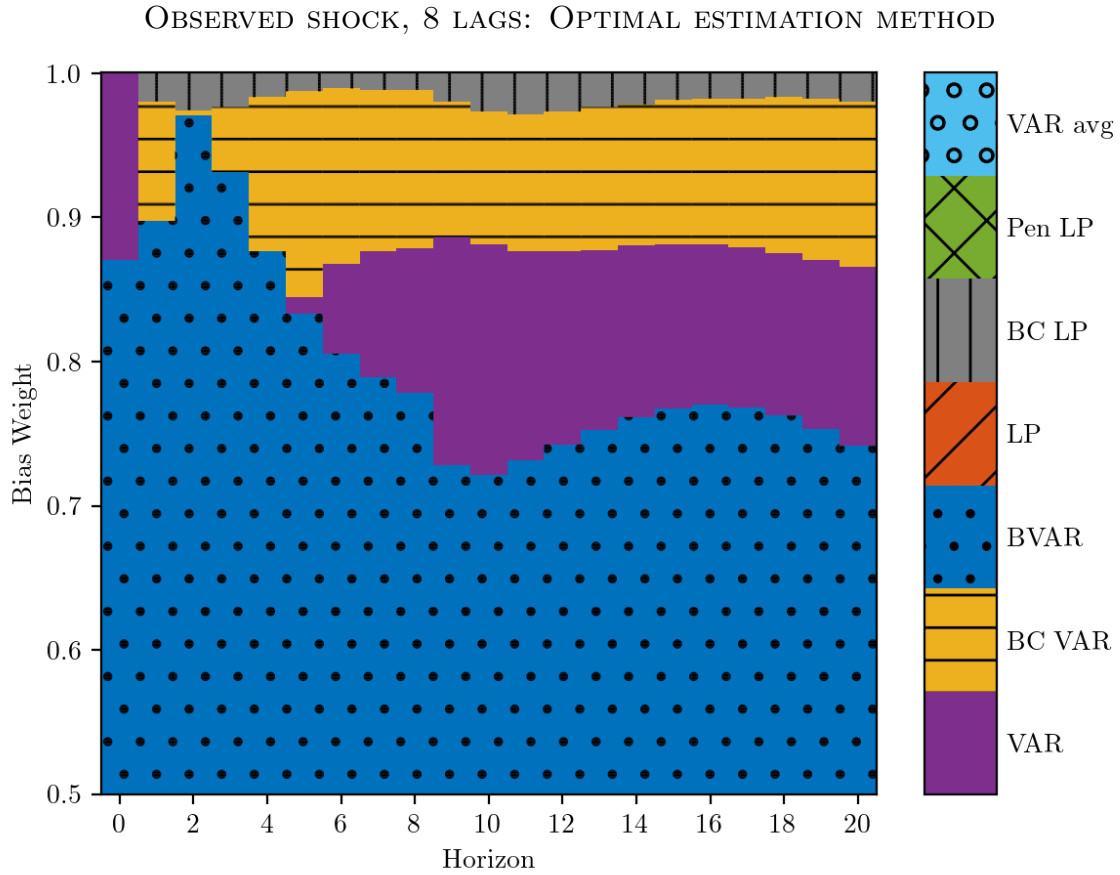 OBSERVED SHOCK, 8 LAGS: OPTIMAL ESTIMATION METHOD
1.0
0.9
0.8
0.7
0.6
0.5
Bias Weight
0 2 4 6 8 10 12 14 16 18 20
Horizon
VAR avg
Pen LP
BC LP
LP
BVAR
BC VAR
VAR